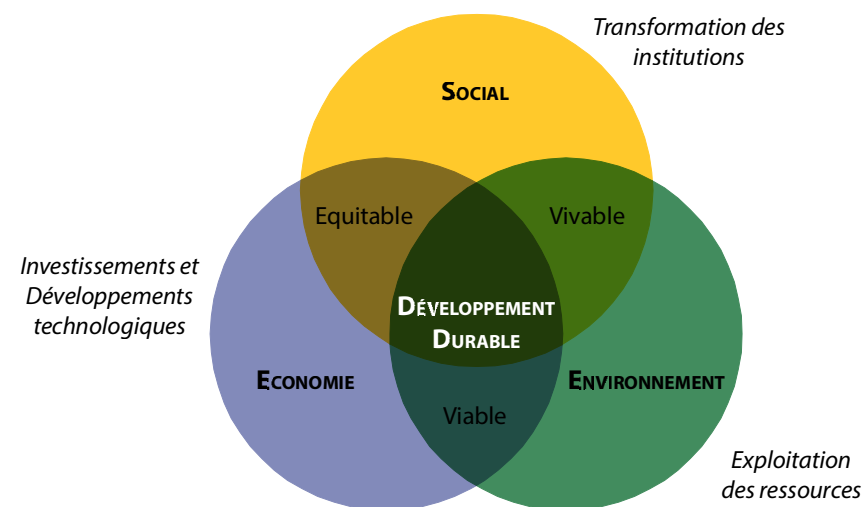 Transformation des
institutions
SOCIAL
Equitable
Vivable
Investissements et
Développements
technologiques
DÉVELOPPEMENT
DURABLE
ECONOMIE
ENVIRONNEMENT
Viable
Exploitation
des ressources